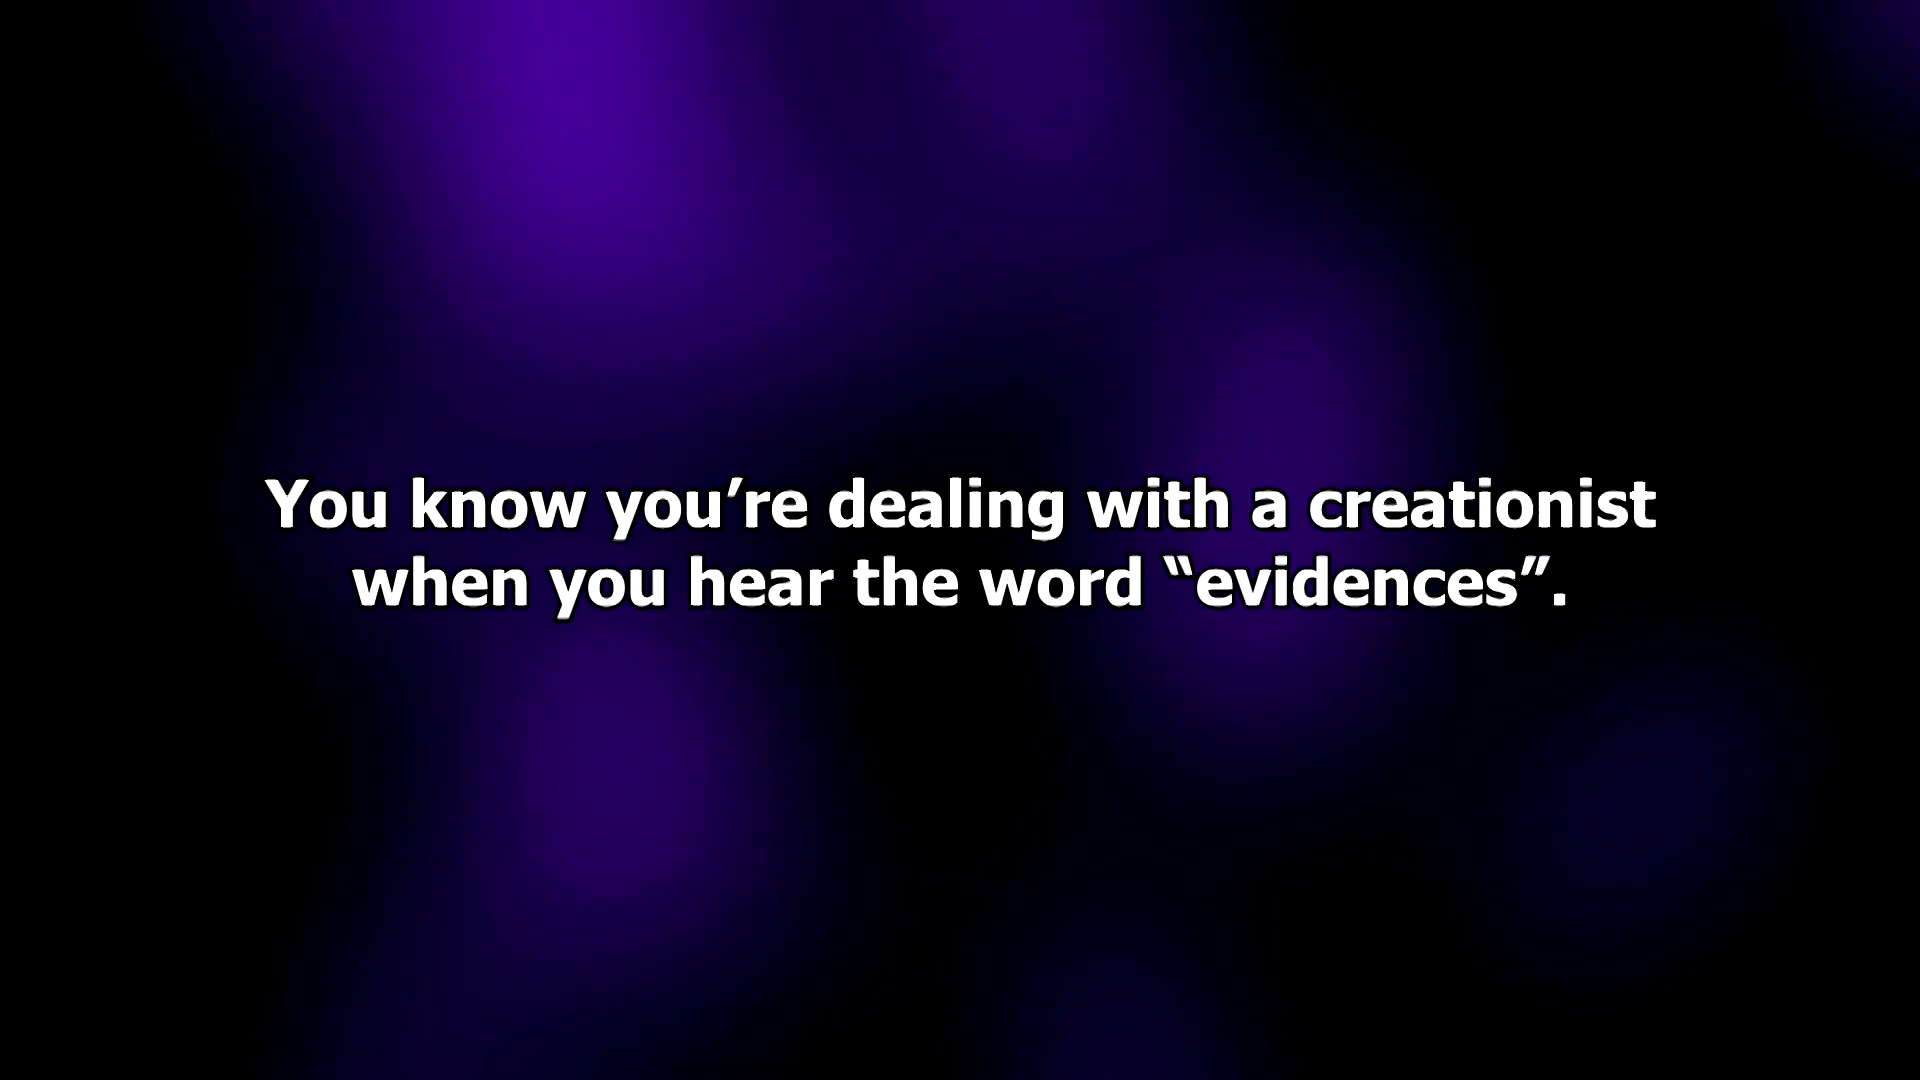 You know you’re dealing with a creationist
when you hear the word “evidences”.